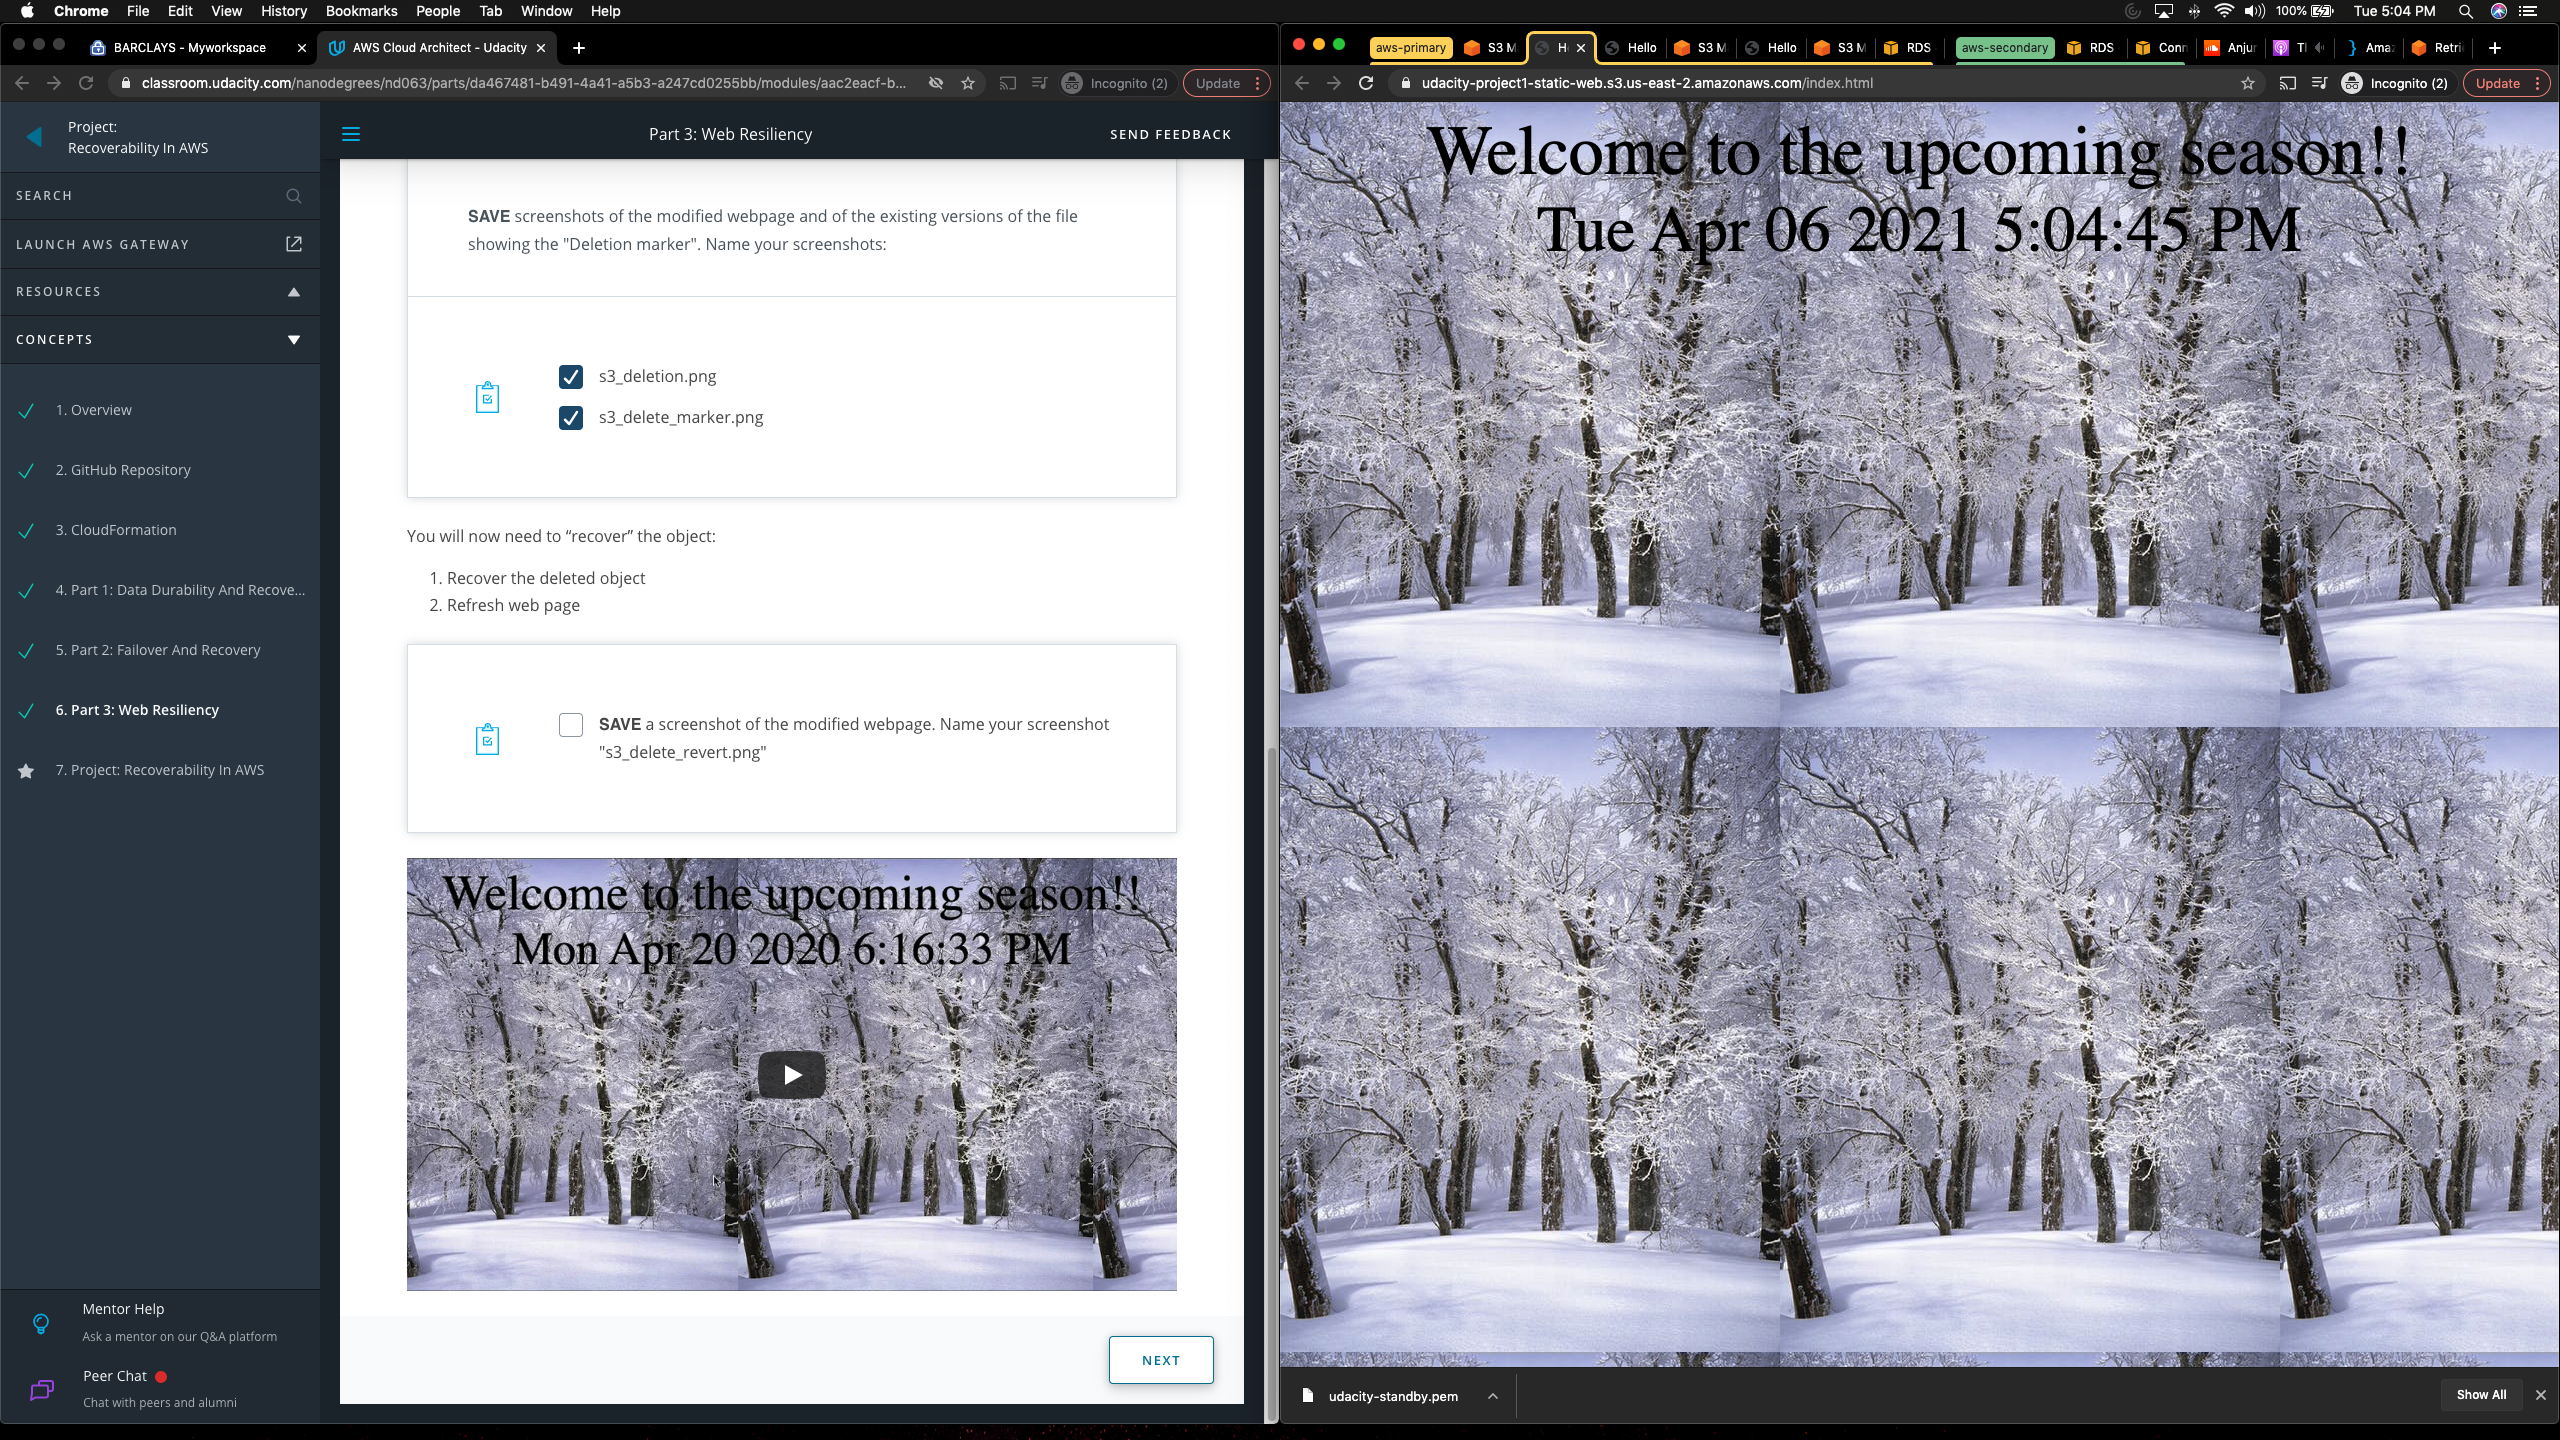 Chrome File Edit View History Bookmarks People Tab Window Help
100% Tue 5:04 PM
BARCLAYS - Myworkspace
AWS Cloud Architect - Udacity
classroom.udacity.com/nanodegrees/nd063/parts/da467481-b491-4a41-a5b3-a247cd0255bb/modules/aac2eacf-b...
Incognito (2)
Update
Project:
Recoverability In AWS
SEARCH
LAUNCH AWS GATEWAY
RESOURCES
CONCEPTS
1. Overview
2. GitHub Repository
3. CloudFormation
4. Part 1: Data Durability And Recove...
5. Part 2: Failover And Recovery
6. Part 3: Web Resiliency
7. Project: Recoverability In AWS
Mentor Help
Ask a mentor on our Q&A platform
Peer Chat
Chat with peers and alumni
Part 3: Web Resiliency
SEND FEEDBACK
SAVE screenshots of the modified webpage and of the existing versions of the file
showing the "Deletion marker". Name your screenshots:
s3_deletion.png
s3_delete_marker.png
You will now need to “recover” the object:
1. Recover the deleted object
2. Refresh web page
SAVE a screenshot of the modified webpage. Name your screenshot
"s3_delete_revert.png"
Welcome to the upcoming season!!
Mon Apr 20 2020 6:16:33 PM
NEXT
aws-primary S3 M H Hello S3 M Hello S3 M RDS aws-secondary RDS Conn Anjun Ama: Retri
udacity-project1-static-web.s3.us-east-2.amazonaws.com/index.html
Incognito (2)
Update
Welcome to the upcoming season!!
Tue Apr 06 2021 5:04:45 PM
udacity-standby.pem
Show All